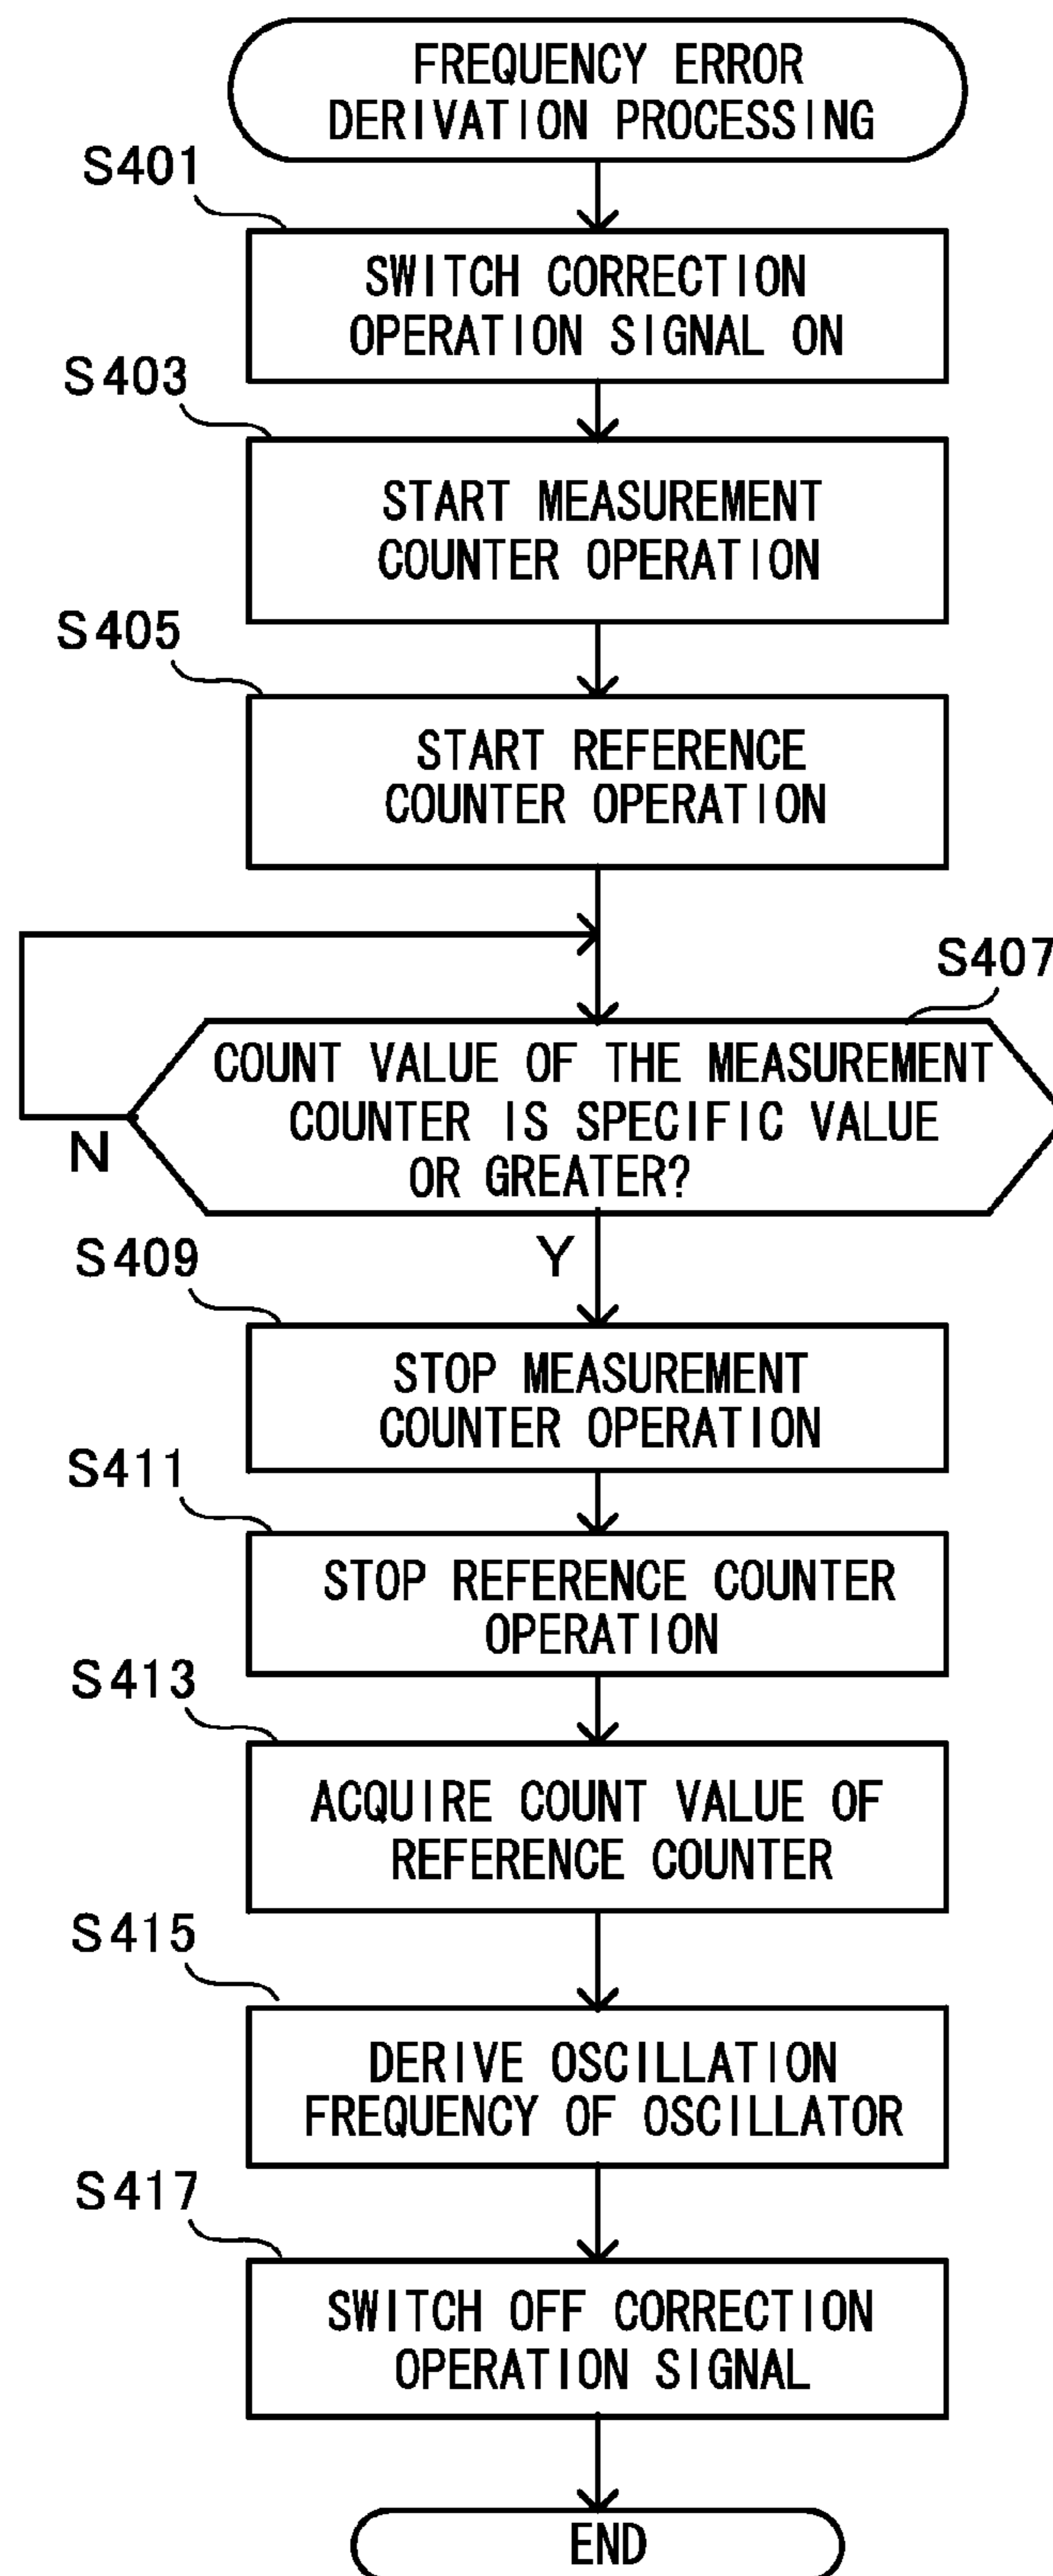 FREQUENCY ERROR
DERIVATION PROCESSING
S401
SWITCH CORRECTION
OPERATION SIGNAL ON
S403
START MEASUREMENT
COUNTER OPERATION
S405
START REFERENCE
COUNTER OPERATION
S407
COUNT VALUE OF THE MEASUREMENT
COUNTER IS SPECIFIC VALUE
OR GREATER?
N
Y
S409
STOP MEASUREMENT
COUNTER OPERATION
S411
STOP REFERENCE COUNTER
OPERATION
S413
ACQUIRE COUNT VALUE OF
REFERENCE COUNTER
S415
DERIVE OSCILLATION
FREQUENCY OF OSCILLATOR
S417
SWITCH OFF CORRECTION
OPERATION SIGNAL
END